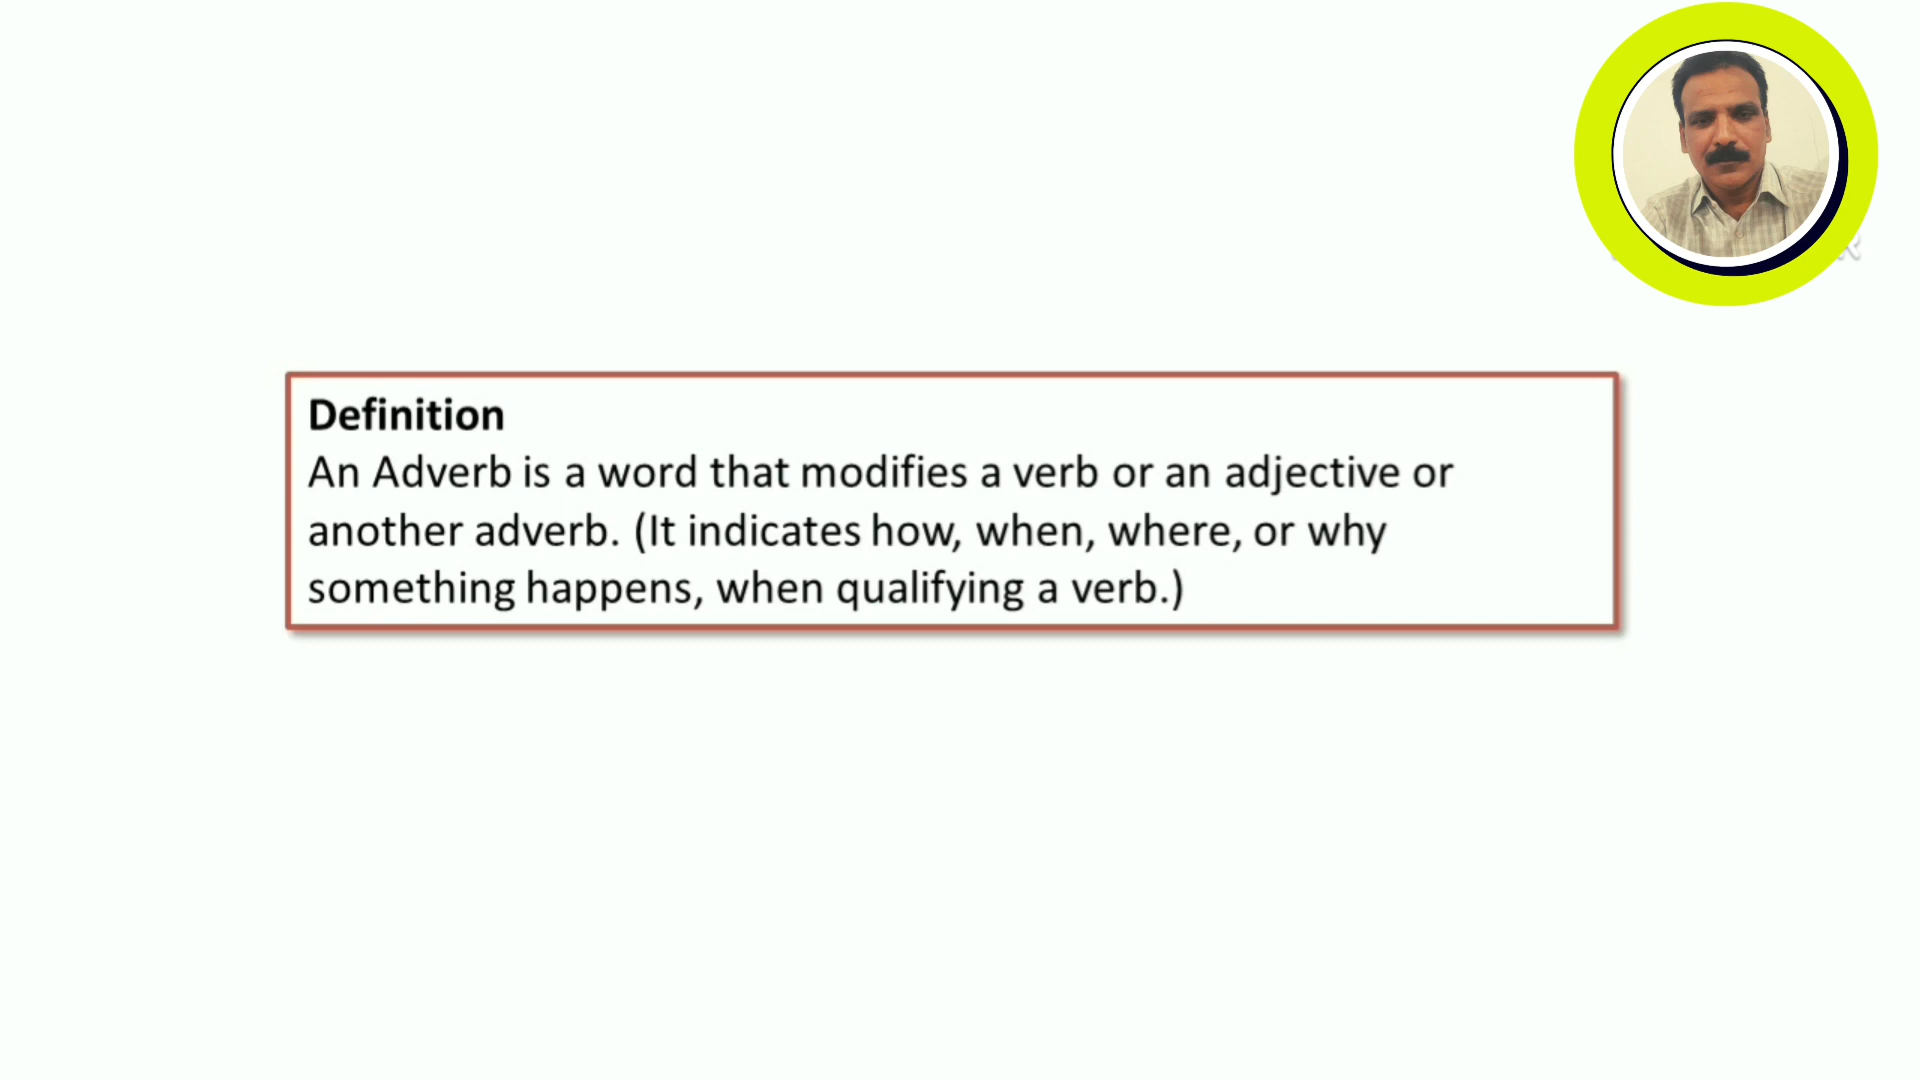 Definition
An Adverb is a word that modifies a verb or an adjective or
another adverb. (It indicates how, when, where, or why
something happens, when qualifying a verb.)